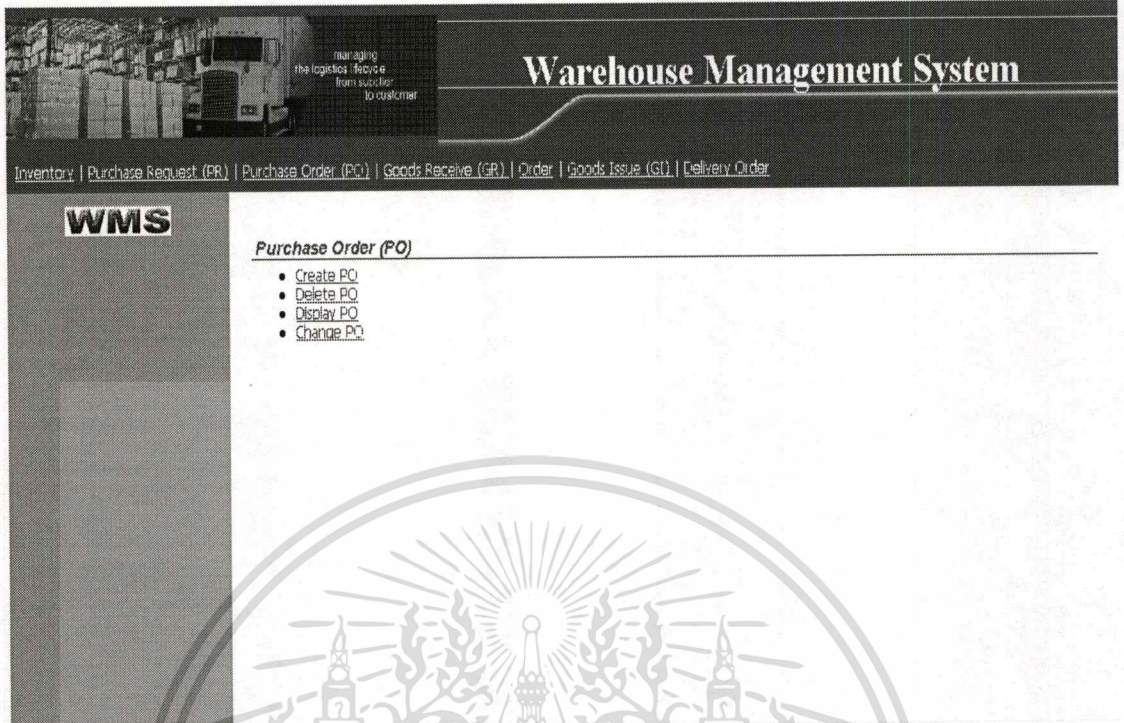 managing
the logistics lifecycle
from supplier
to customer
Warehouse Management System
Inventory | Purchase Request (PR) | Purchase Order (PO) | Goods Receive (GR) | Order | Goods Issue (GI) | Delivery Order
WMS
Purchase Order (PO)
• Create PO
• Delete PO
• Display PO
• Change PO